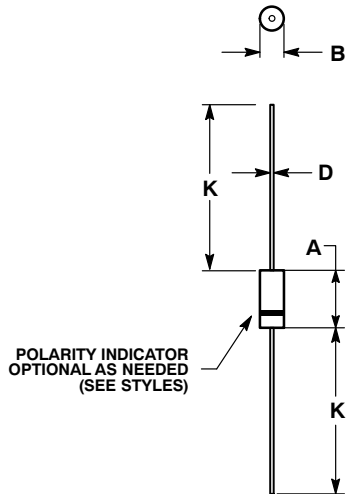 B
K
D
A
POLARITY INDICATOR
OPTIONAL AS NEEDED
(SEE STYLES)
K